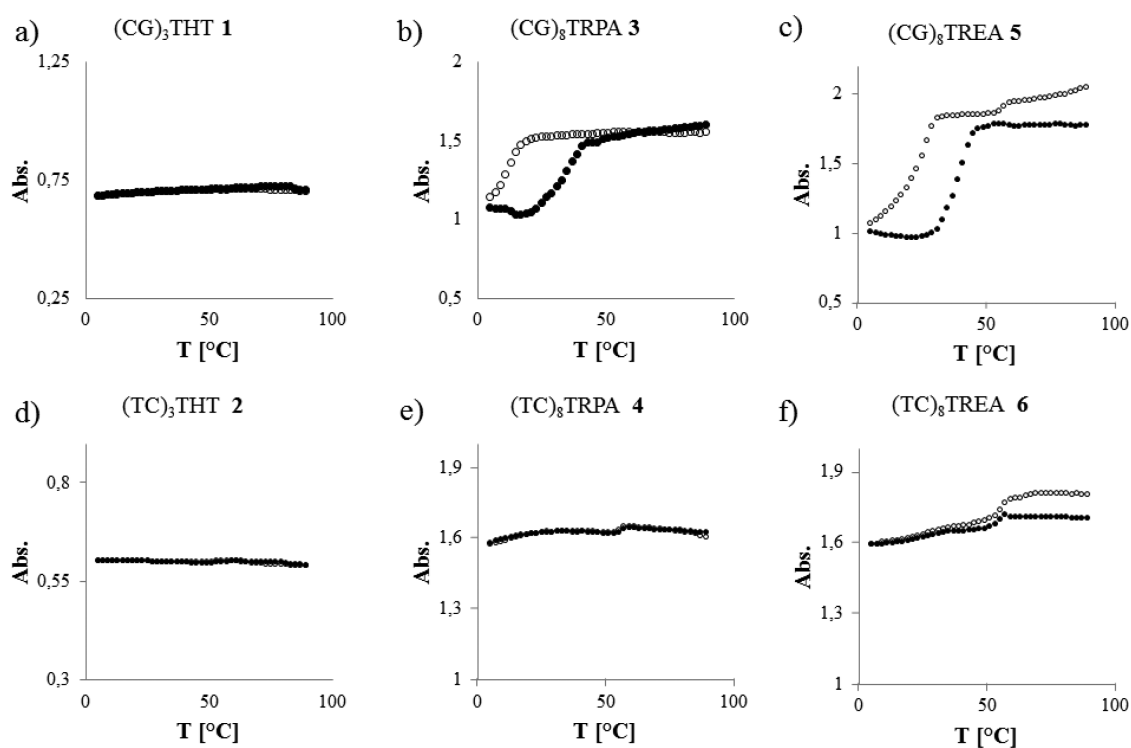 a) (CG)₃THT 1
1,25
0,75
0,25
Abs.
0 50 100
T [°C]
b) (CG)₈TRPA 3
2
1,5
1
0,5
Abs.
0 50 100
T [°C]
c) (CG)₈TREA 5
2
1,5
1
0,5
Abs.
0 50 100
T [°C]
d) (TC)₃THT 2
0,8
0,55
0,3
Abs.
0 50 100
T [°C]
e) (TC)₈TRPA 4
1,9
1,6
1,3
1
Abs.
0 50 100
T [°C]
f) (TC)₈TREA 6
1,9
1,6
1,3
1
Abs.
0 50 100
T [°C]